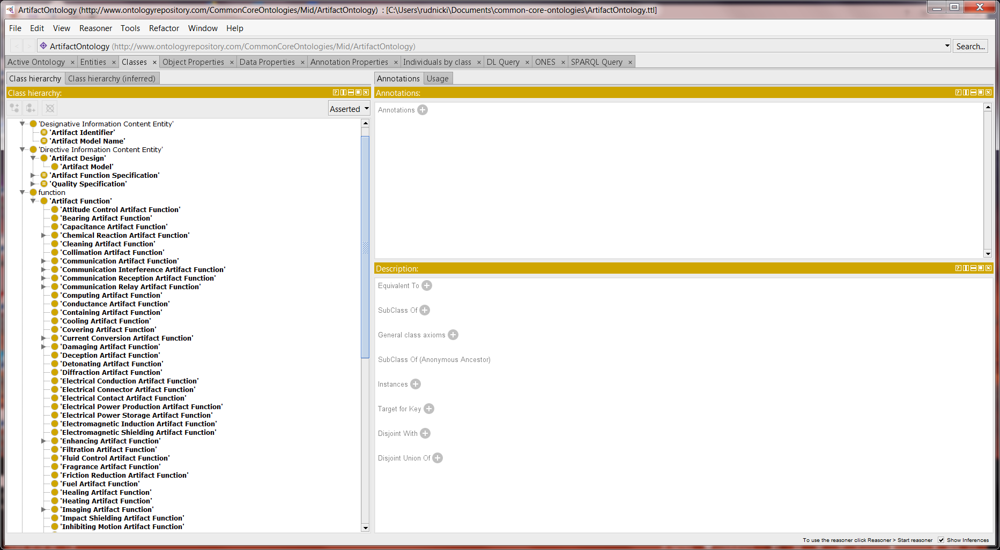 ArtifactOntology (http://www.ontologyrepository.com/CommonCoreOntologies/Mid/ArtifactOntology) : [C:\Users\rudnicki\Documents\common-core-ontologies\ArtifactOntology.ttl]
File Edit View Reasoner Tools Refactor Window Help
< > ArtifactOntology (http://www.ontologyrepository.com/CommonCoreOntologies/Mid/ArtifactOntology) Search...
Active Ontology × Entities × Classes × Object Properties × Data Properties × Annotation Properties × Individuals by class × DL Query × ONES × SPARQL Query ×
Class hierarchy Class hierarchy (inferred)
Class hierarchy:
Asserted
'Designative Information Content Entity'
'Artifact Identifier'
'Artifact Model Name'
'Directive Information Content Entity'
'Artifact Design'
'Artifact Model'
'Artifact Function Specification'
'Quality Specification'
function
'Artifact Function'
'Attitude Control Artifact Function'
'Bearing Artifact Function'
'Capacitance Artifact Function'
'Chemical Reaction Artifact Function'
'Cleaning Artifact Function'
'Collimation Artifact Function'
'Communication Artifact Function'
'Communication Interference Artifact Function'
'Communication Reception Artifact Function'
'Communication Relay Artifact Function'
'Computing Artifact Function'
'Conductance Artifact Function'
'Containing Artifact Function'
'Cooling Artifact Function'
'Covering Artifact Function'
'Current Conversion Artifact Function'
'Damaging Artifact Function'
'Deception Artifact Function'
'Detonating Artifact Function'
'Diffraction Artifact Function'
'Electrical Conduction Artifact Function'
'Electrical Connector Artifact Function'
'Electrical Contact Artifact Function'
'Electrical Power Production Artifact Function'
'Electrical Power Storage Artifact Function'
'Electromagnetic Induction Artifact Function'
'Electromagnetic Shielding Artifact Function'
'Enhancing Artifact Function'
'Filtration Artifact Function'
'Fluid Control Artifact Function'
'Fragrance Artifact Function'
'Friction Reduction Artifact Function'
'Fuel Artifact Function'
'Healing Artifact Function'
'Heating Artifact Function'
'Imaging Artifact Function'
'Impact Shielding Artifact Function'
'Inhibiting Motion Artifact Function'
Annotations Usage
Annotations:
Annotations
Description:
Equivalent To
SubClass Of
General class axioms
SubClass Of (Anonymous Ancestor)
Instances
Target for Key
Disjoint With
Disjoint Union Of
To use the reasoner click Reasoner > Start reasoner Show Inferences